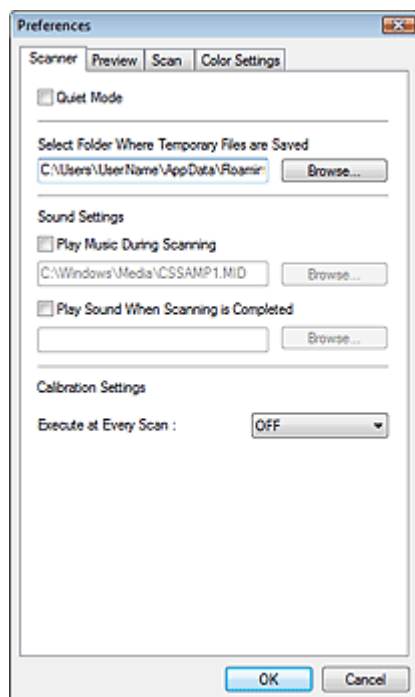 Preferences
Scanner Preview Scan Color Settings
Quiet Mode
Select Folder Where Temporary Files are Saved
C:\Users\UserName\AppData\Roamin
Browse...
Sound Settings
Play Music During Scanning
C:\Windows\Media\CSSAMP1.MID
Browse...
Play Sound When Scanning is Completed
Browse...
Calibration Settings
Execute at Every Scan :
OFF
OK Cancel